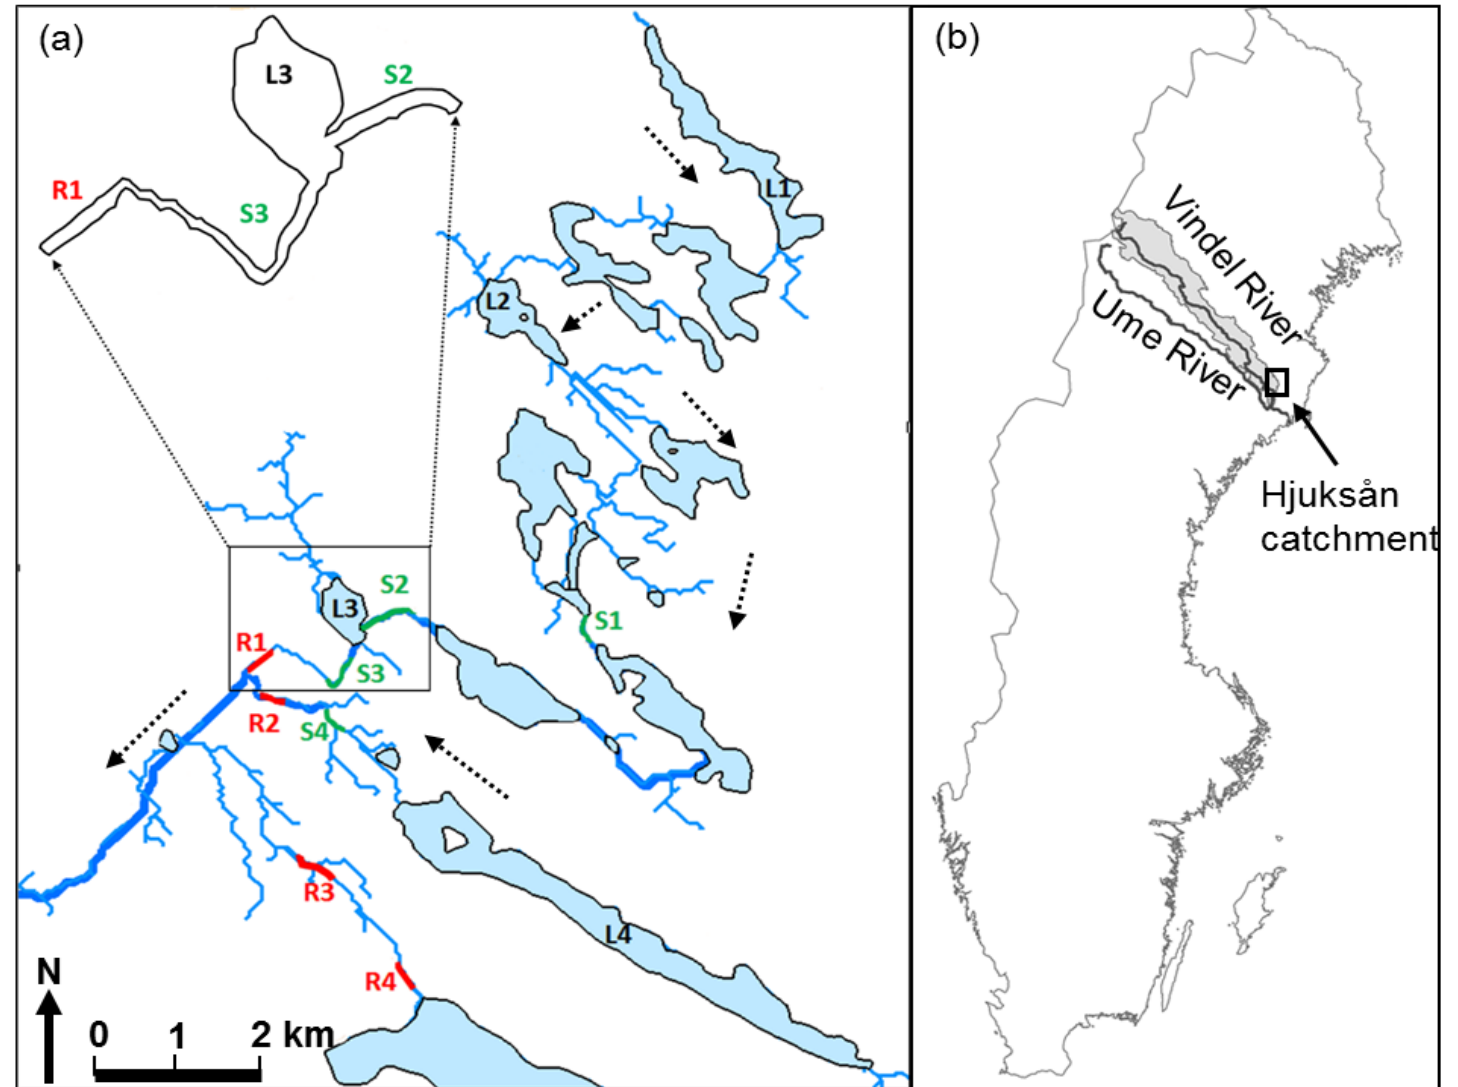 (a)
L3
S2
R1
S3
L1
L2
S2
L3
S1
R1
S3
R2
S4
R3
L4
R4
N
0 1 2 km
(b)
Vindel River
Ume River
Hjuksån
catchment